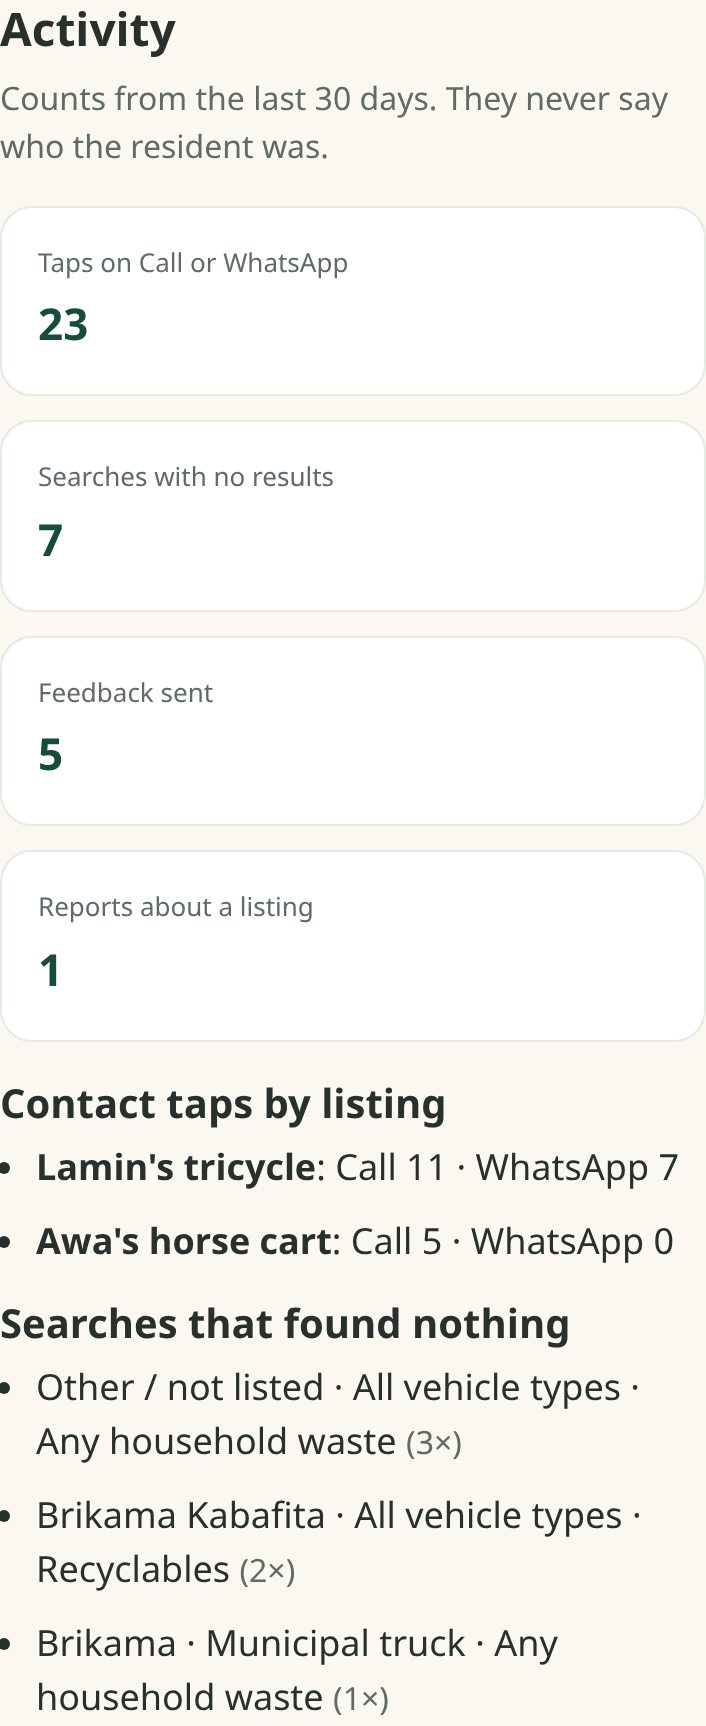 Activity
Counts from the last 30 days. They never say
who the resident was.
Taps on Call or WhatsApp
23
Searches with no results
7
Feedback sent
5
Reports about a listing
1
Contact taps by listing
• Lamin's tricycle: Call 11 · WhatsApp 7
• Awa's horse cart: Call 5 · WhatsApp 0
Searches that found nothing
• Other / not listed · All vehicle types ·
Any household waste (3×)
• Brikama Kabafita · All vehicle types ·
Recyclables (2×)
• Brikama · Municipal truck · Any
household waste (1×)